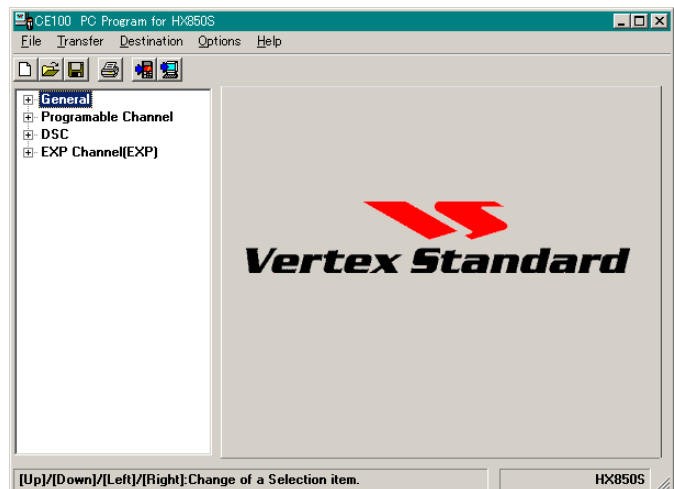 CE100 PC Program for HX850S
File Transfer Destination Options Help
General
Programable Channel
DSC
EXP Channel(EXP)
Vertex Standard
[Up]/[Down]/[Left]/[Right]:Change of a Selection item.
HX850S